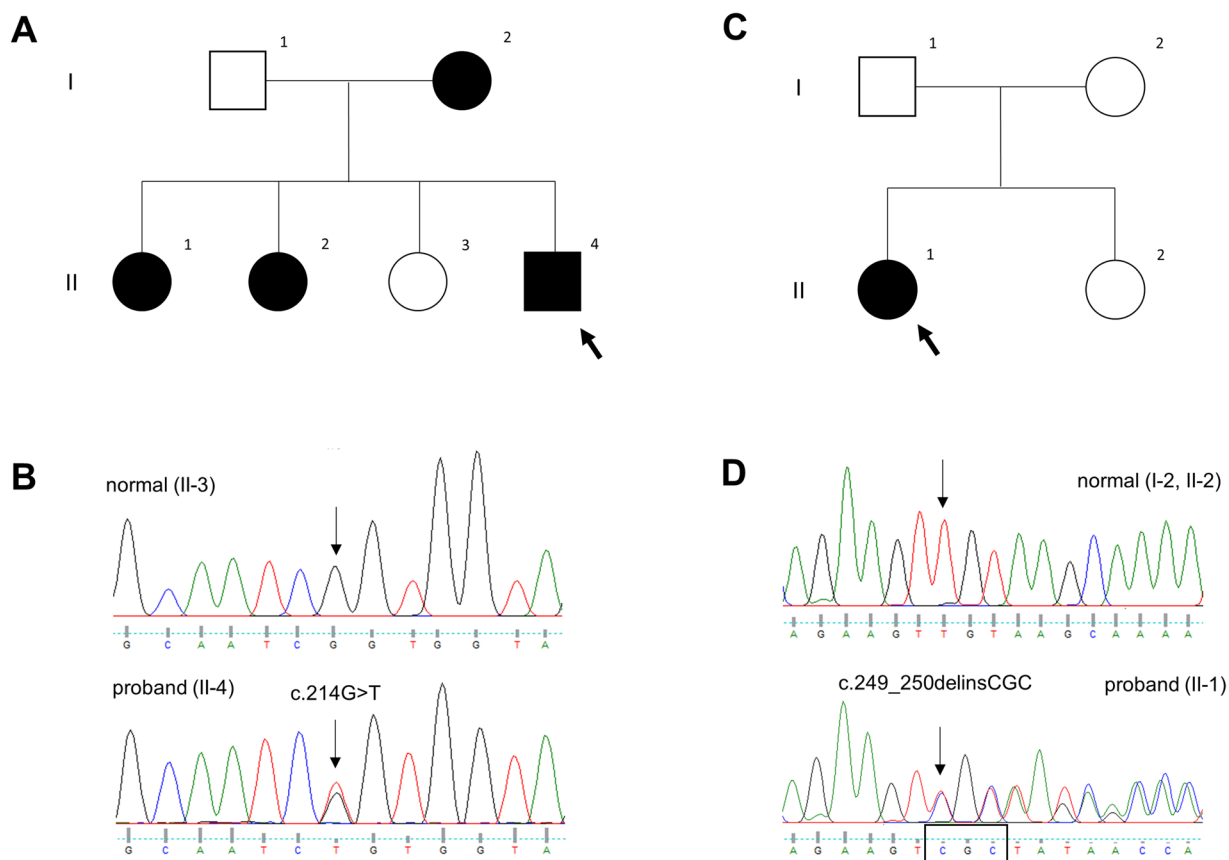 A
C
1
2
1
2
I
I
1
2
3
4
1
2
II
II
B
normal (II-3)
D
normal (I-2, II-2)
G C A A T C G G T G G T A
A G A A G T T G T A A G C A A A A
proband (II-4)
c.214G>T
c.249_250delinsCGC
proband (II-1)
G C A A T C T G T G G T A
A G A A G T C G C T A T A A C C A